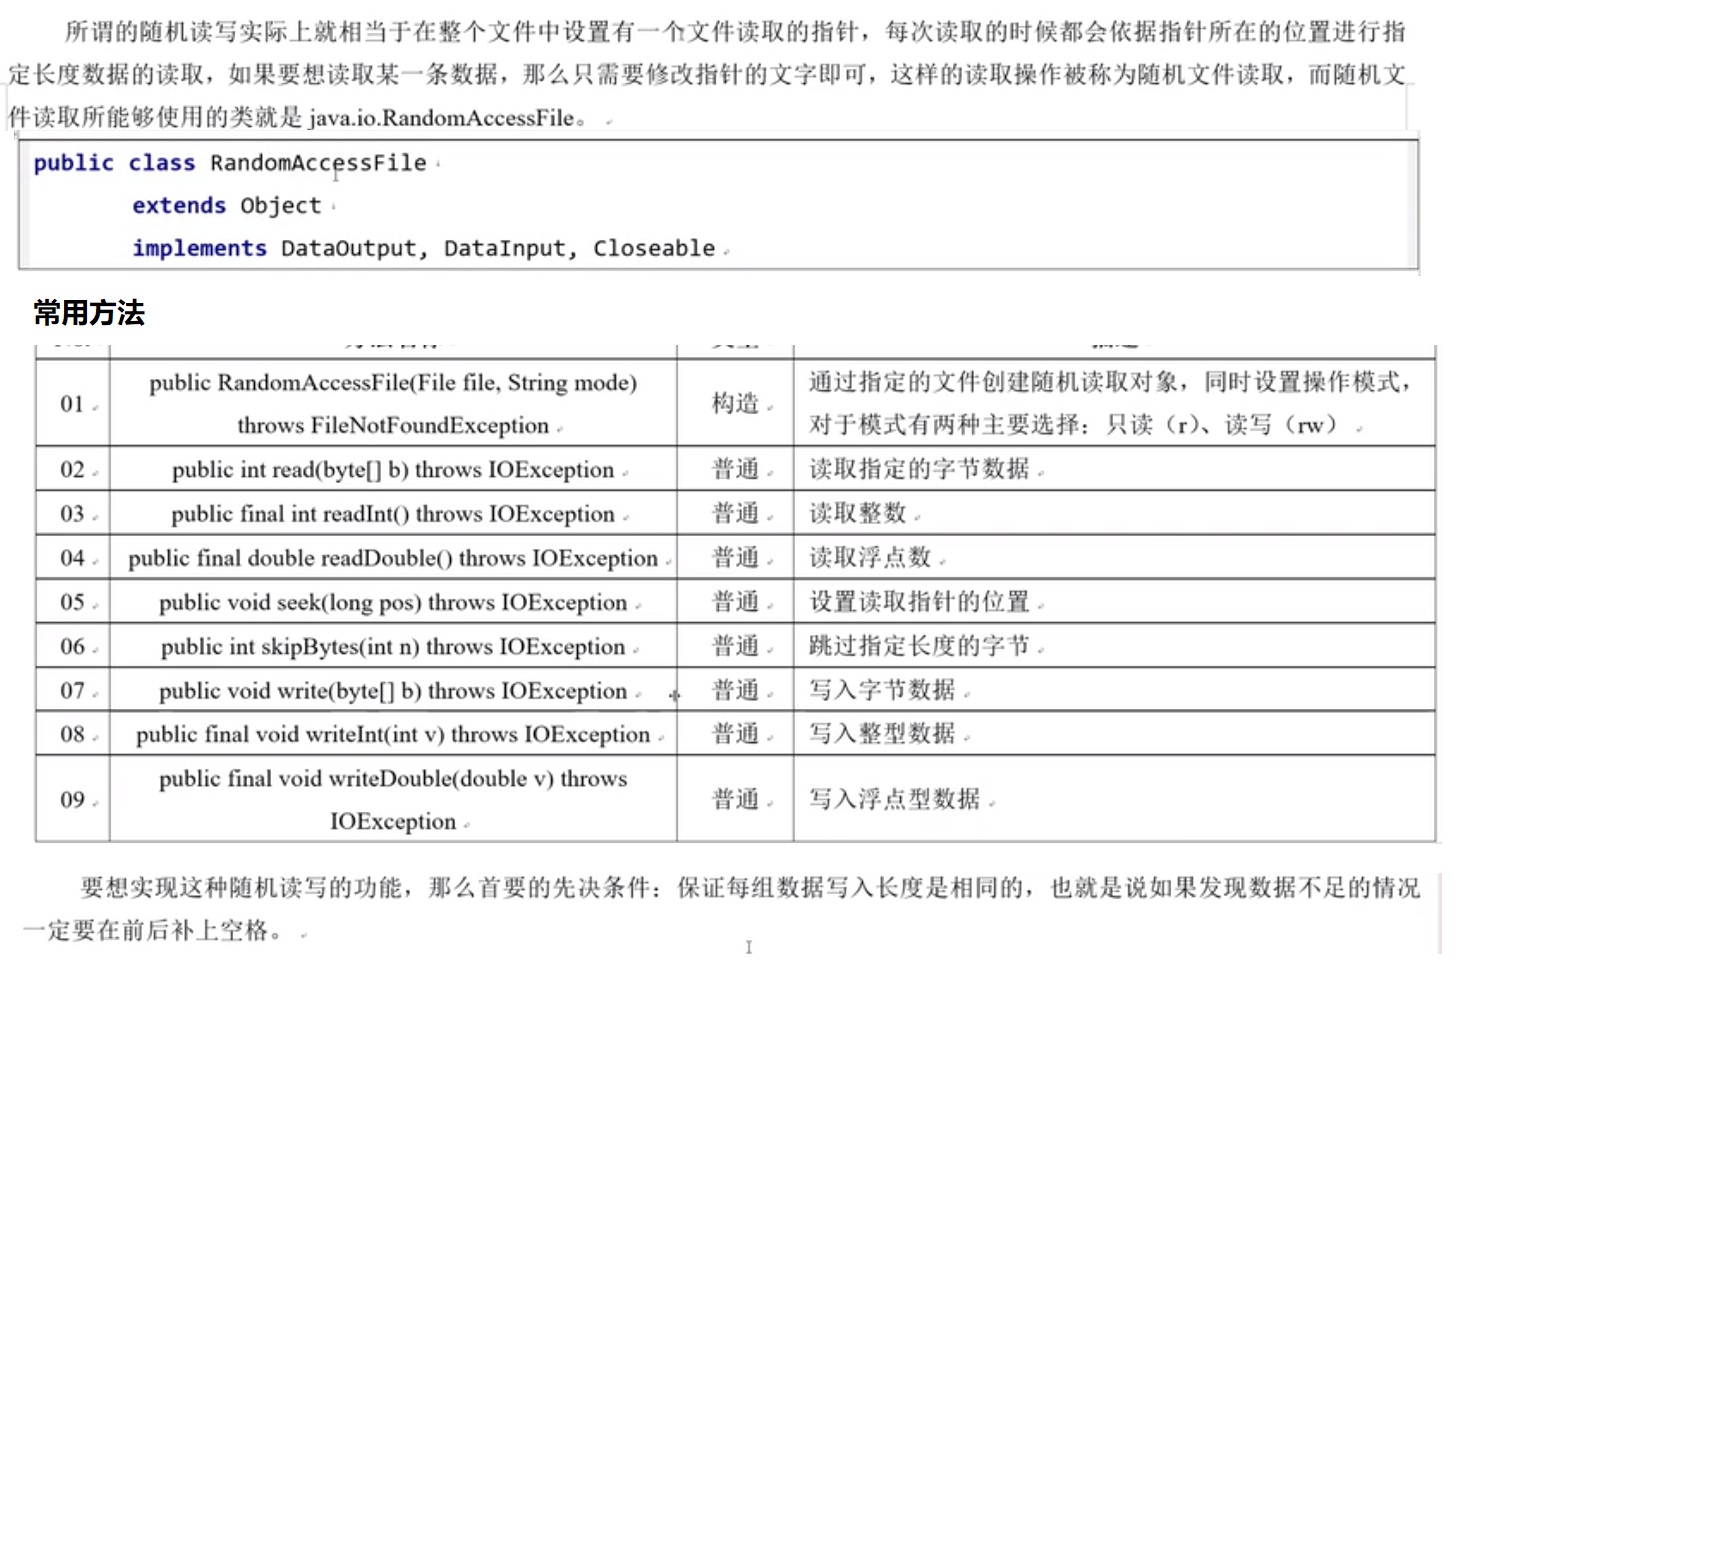 所谓的随机读写实际上就相当于在整个文件中设置有一个文件读取的指针，每次读取的时候都会依据指针所在的位置进行指
定长度数据的读取，如果要想读取某一条数据，那么只需要修改指针的文字即可，这样的读取操作被称为随机文件读取，而随机文
件读取所能够使用的类就是 java.io.RandomAccessFile。
public class RandomAccessFile
extends Object
implements DataOutput, DataInput, Closeable
常用方法
01 public RandomAccessFile(File file, String mode) throws FileNotFoundException 构造 通过指定的文件创建随机读取对象，同时设置操作模式，对于模式有两种主要选择：只读（r）、读写（rw）
02 public int read(byte[] b) throws IOException 普通 读取指定的字节数据
03 public final int readInt() throws IOException 普通 读取整数
04 public final double readDouble() throws IOException 普通 读取浮点数
05 public void seek(long pos) throws IOException 普通 设置读取指针的位置
06 public int skipBytes(int n) throws IOException 普通 跳过指定长度的字节
07 public void write(byte[] b) throws IOException 普通 写入字节数据
08 public final void writeInt(int v) throws IOException 普通 写入整型数据
09 public final void writeDouble(double v) throws IOException 普通 写入浮点型数据
要想实现这种随机读写的功能，那么首要的先决条件：保证每组数据写入长度是相同的，也就是说如果发现数据不足的情况
一定要在前后补上空格。